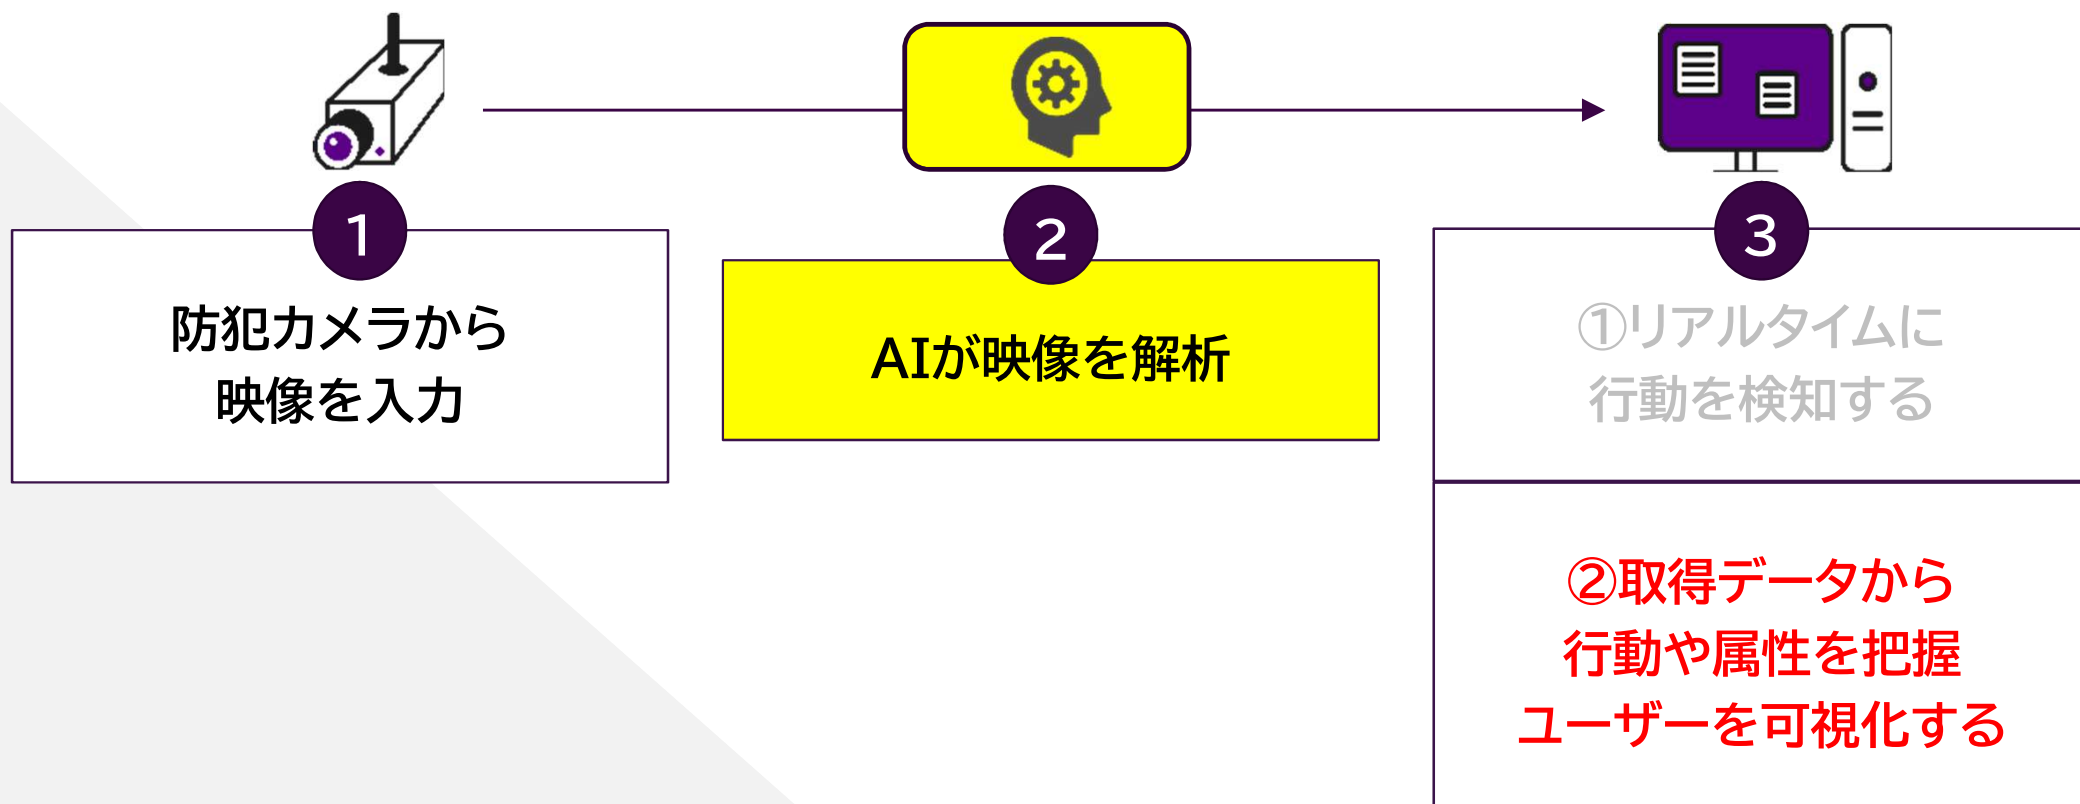 1
防犯カメラから
映像を入力
2
AIが映像を解析
3
①リアルタイムに
行動を検知する
②取得データから
行動や属性を把握
ユーザーを可視化する